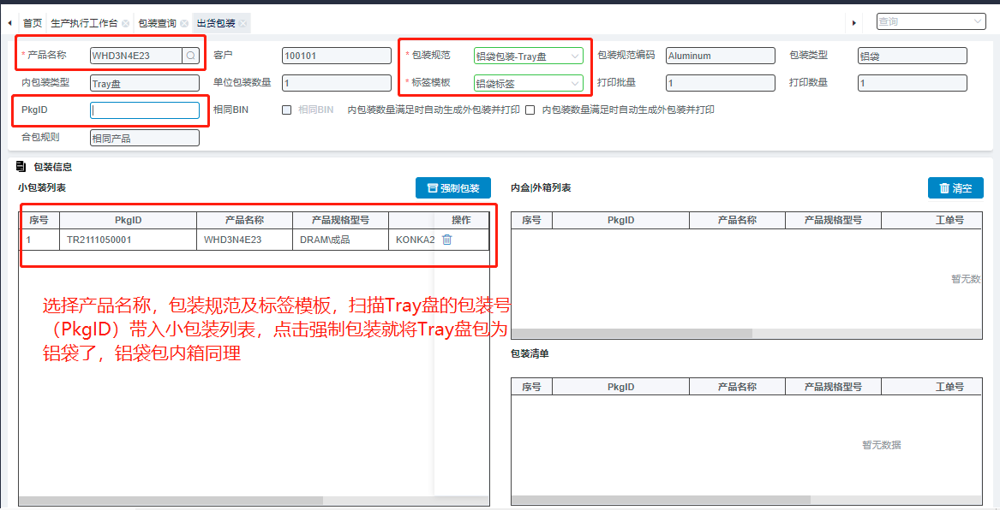 首页 生产执行工作台 包装查询 出货包装 查询
* 产品名称 WHD3N4E23 客户 100101 * 包装规范 铝袋包装-Tray盘 包装规范编码 Aluminum 包装类型 铝袋
内包装类型 Tray盘 单位包装数量 1 * 标签模板 铝袋标签 打印批量 1 打印数量 1
PkgID 相同BIN 相同BIN 内包装数量满足时自动生成外包装并打印 内包装数量满足时自动生成外包装并打印
合包规则 相同产品
包装信息
小包装列表 强制包装 内盒|外箱列表 清空
序号 PkgID 产品名称 产品规格型号 操作
1 TR2111050001 WHD3N4E23 DRAM\成品 KONKA2
序号 PkgID 产品名称 产品规格型号 工单号
暂无数
选择产品名称，包装规范及标签模板，扫描Tray盘的包装号
（PkgID）带入小包装列表，点击强制包装就将Tray盘包为
铝袋了，铝袋包内箱同理
包装清单
序号 PkgID 产品名称 产品规格型号 工单号
暂无数据